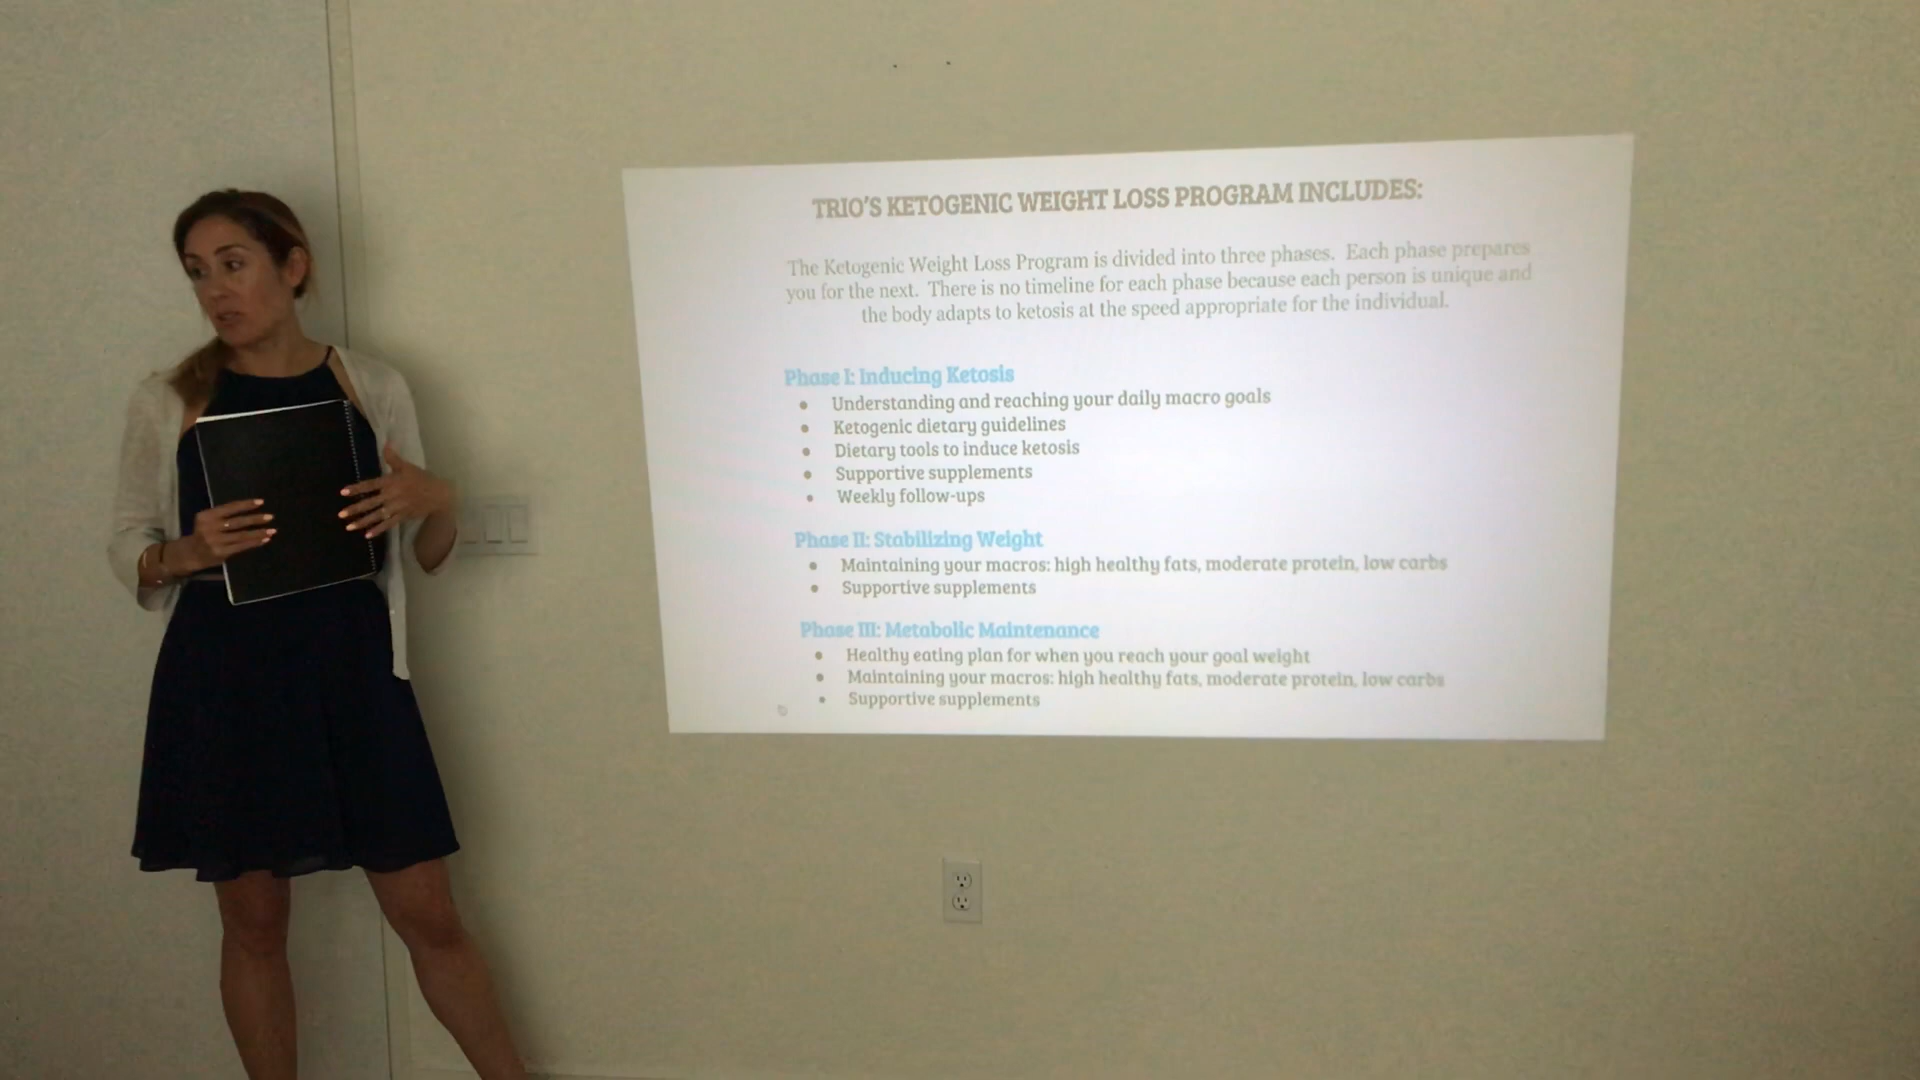 TRIO'S KETOGENIC WEIGHT LOSS PROGRAM INCLUDES:
The Ketogenic Weight Loss Program is divided into three phases. Each phase prepares
you for the next. There is no timeline for each phase because each person is unique and
the body adapts to ketosis at the speed appropriate for the individual.
Phase I: Inducing Ketosis
● Understanding and reaching your daily macro goals
● Ketogenic dietary guidelines
● Dietary tools to induce ketosis
● Supportive supplements
● Weekly follow-ups
Phase II: Stabilizing Weight
● Maintaining your macros: high healthy fats, moderate protein, low carbs
● Supportive supplements
Phase III: Metabolic Maintenance
● Healthy eating plan for when you reach your goal weight
● Maintaining your macros: high healthy fats, moderate protein, low carbs
● Supportive supplements